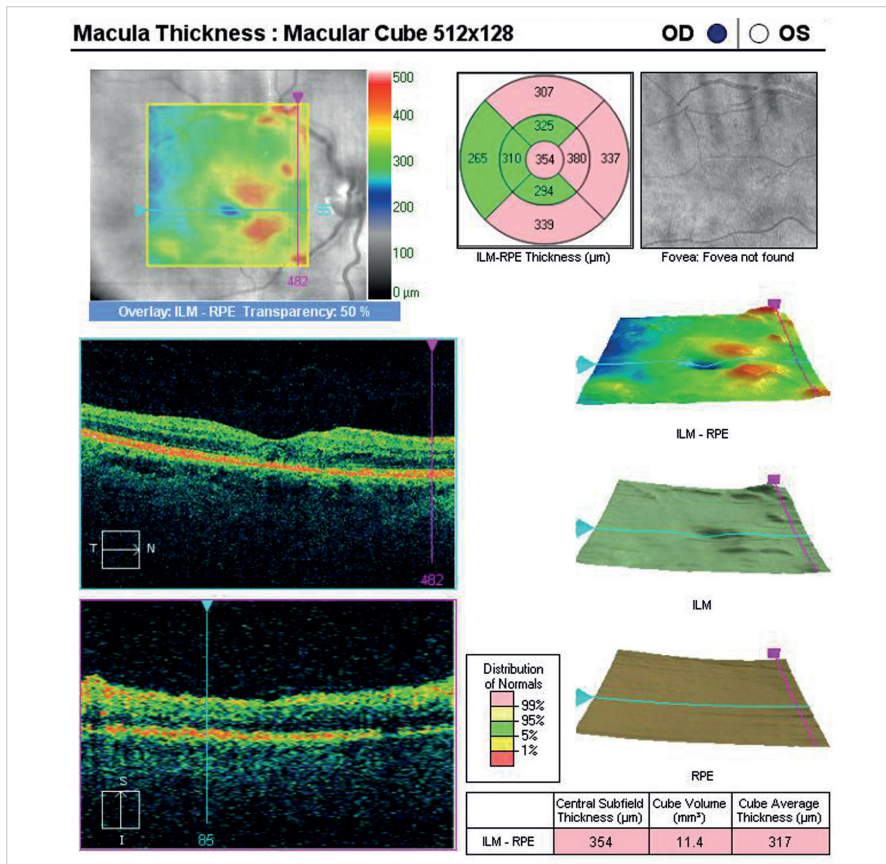 Macula Thickness : Macular Cube 512x128
OD OS
500
400
300
200
100
0 µm
85
482
Overlay: ILM - RPE Transparency: 50 %
307
325
265 310 354 380 337
294
339
ILM-RPE Thickness (µm)
Fovea: Fovea not found
T N
482
S
I
85
ILM - RPE
ILM
RPE
Distribution
of Normals
99%
95%
5%
1%
Central Subfield Thickness (µm) Cube Volume (mm³) Cube Average Thickness (µm)
ILM - RPE 354 11.4 317